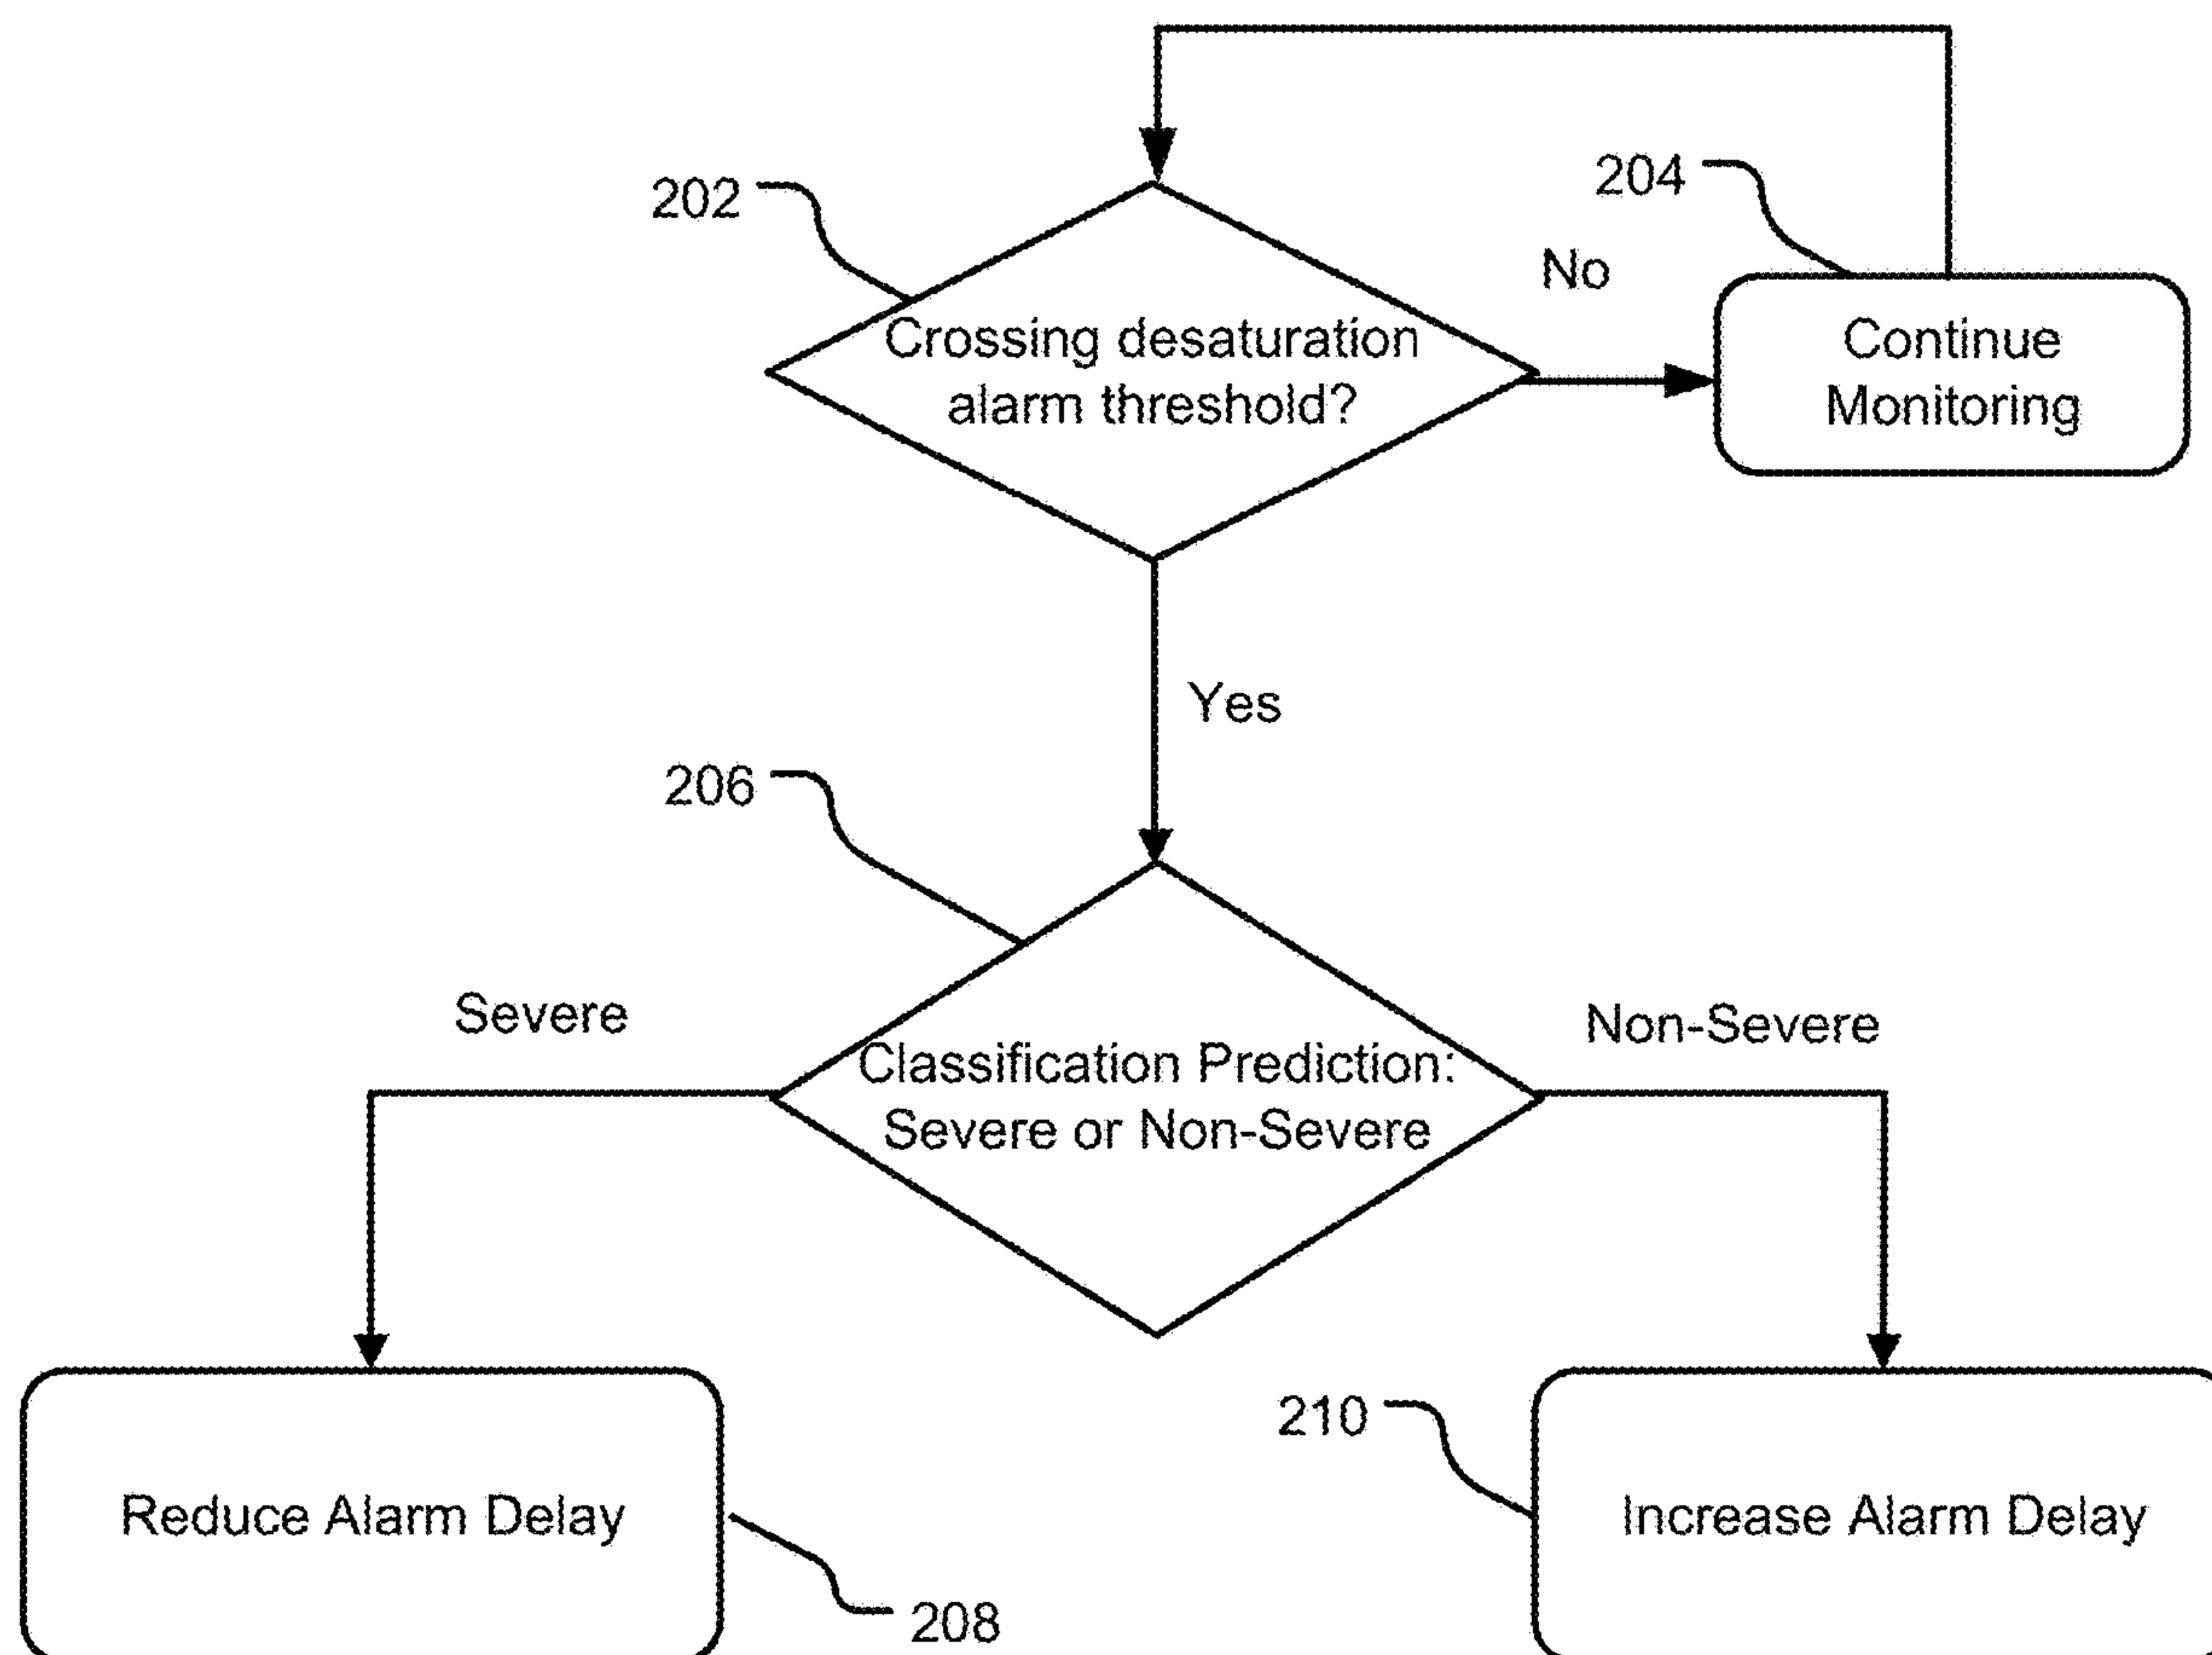 202
Crossing desaturation
alarm threshold?
No
204
Continue
Monitoring
Yes
206
Classification Prediction:
Severe or Non-Severe
Severe
Non-Severe
Reduce Alarm Delay
208
210
Increase Alarm Delay